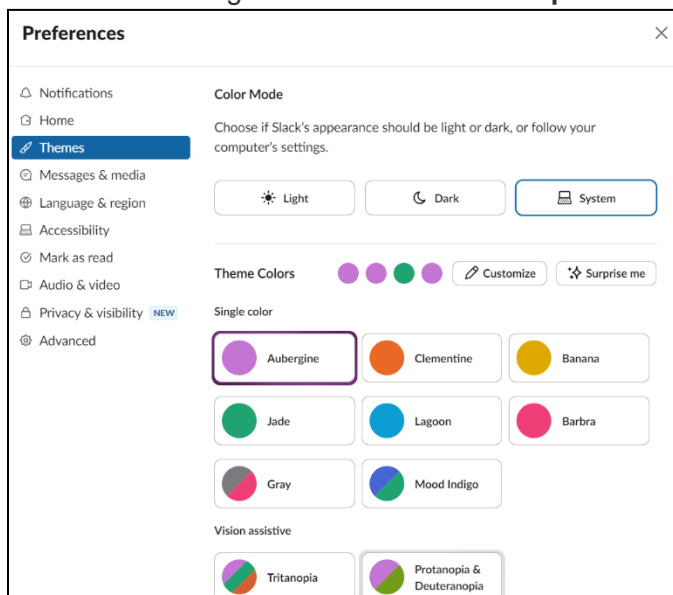 Preferences
Notifications
Home
Themes
Messages & media
Language & region
Accessibility
Mark as read
Audio & video
Privacy & visibility NEW
Advanced
Color Mode
Choose if Slack's appearance should be light or dark, or follow your
computer's settings.
Light Dark System
Theme Colors Customize Surprise me
Single color
Aubergine Clementine Banana
Jade Lagoon Barbra
Gray Mood Indigo
Vision assistive
Tritanopia Protanopia &
Deuteranopia